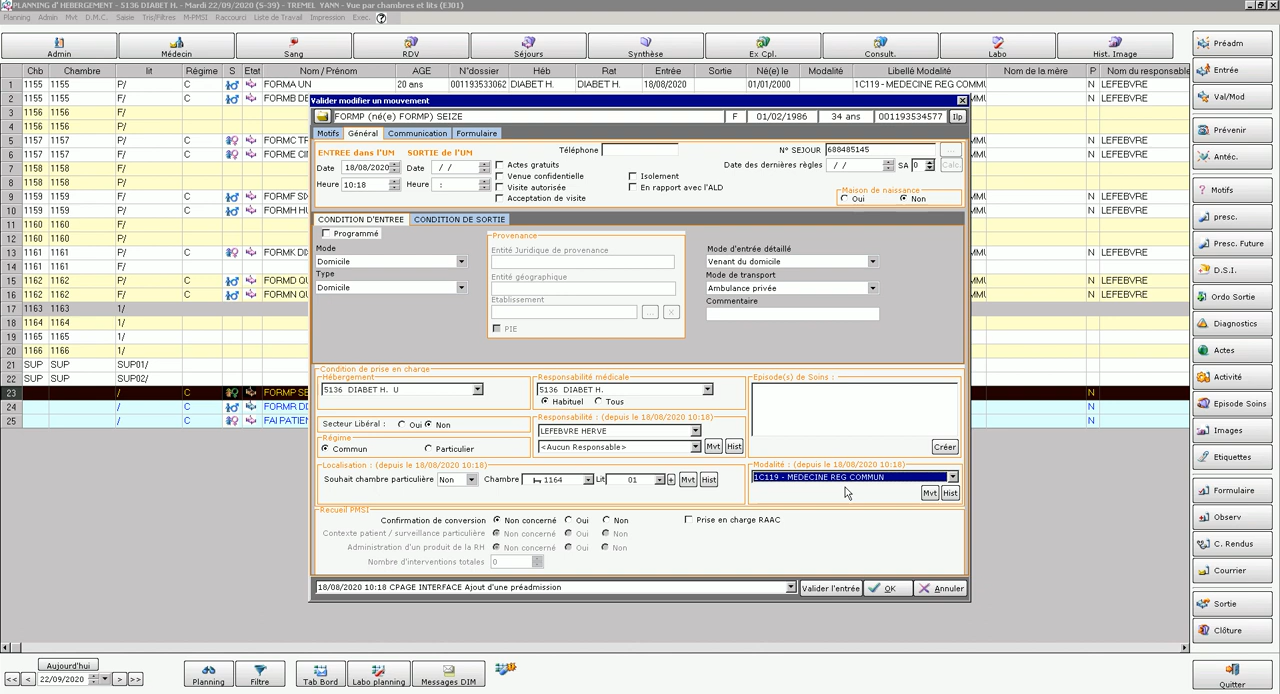 PLANNING d' HEBERGEMENT - 5136 DIABET H. - Mardi 22/09/2020 (S-39) - TREMEL YANN - Vue par chambres et lits (EJ01)
Planning Admin Mvt D.M.C. Saisie Tris/Filtres M-PMSI Raccourci Liste de Travail Impression Exec. ?
Admin Médecin Sang RDV Séjours Synthèse Ex Cpl. Consult. Labo Hist. Image
Chb Chambre lit Régime S Etat Nom / Prénom AGE N°dossier Héb Rat Entrée Sortie Né(e) le Modalité Libellé Modalité Nom de la mère P Nom du responsable
1 1155 1155 P/ C FORMA UN 20 ans 001193533062 DIABET H. DIABET H. 18/08/2020 01/01/2000 1C119 - MEDECINE REG COMMU N LEFEBVRE
2 1155 1155 F/ C FORMB DE N LEFEBVRE
3 1156 1156 P/
4 1156 1156 F/
5 1157 1157 P/ C FORMC TR N LEFEBVRE
6 1157 1157 F/ C FORME CI N LEFEBVRE
7 1158 1158 P/
8 1158 1158 F/
9 1159 1159 P/ C FORMF SI N LEFEBVRE
10 1159 1159 F/ C FORMH HU N LEFEBVRE
11 1160 1160 F/
12 1160 1160 P/
13 1161 1161 P/ C FORMK DI N LEFEBVRE
14 1161 1161 F/
15 1162 1162 P/ C FORMD QU N LEFEBVRE
16 1162 1162 F/ C FORMN QU N LEFEBVRE
17 1163 1163 1/
18 1164 1164 1/
19 1165 1165 1/
20 1166 1166 1/
21 SUP SUP SUP01/
22 SUP SUP SUP02/
23 / C FORMP SE N
24 / C FORMR DI N
25 / C FAI PATIEN N
Valider modifier un mouvement
FORMP (né(e) FORMP) SEIZE F 01/02/1986 34 ans 001193534577 Ilp
Motifs Général Communication Formulaire
ENTREE dans l'UM SORTIE de l'UM
Date 18/08/2020 Date / /
Heure 10:18 Heure :
Actes gratuits
Venue confidentielle
Visite autorisée
Acceptation de visite
Téléphone
Isolement
En rapport avec l'ALD
N° SEJOUR 688485145 ...
Date des dernières règles / / SA 0 Calc.
Maison de naissance
Oui Non
CONDITION D'ENTREE CONDITION DE SORTIE
Programmé
Mode
Domicile
Type
Domicile
Provenance
Entité Juridique de provenance
Entité géographique
Etablissement
... x
PIE
Mode d'entrée détaillé
Venant du domicile
Mode de transport
Ambulance privée
Commentaire
Condition de prise en charge
Hébergement
5136 DIABET H. U
Responsabilité médicale
5136 DIABET H.
Habituel Tous
Episode(s) de Soins :
Créer
Secteur Libéral : Oui Non
Responsabilité : (depuis le 18/08/2020 10:18)
LEFEBVRE HERVE
<Aucun Responsable> Mvt Hist
Régime
Commun Particulier
Localisation : (depuis le 18/08/2020 10:18)
Souhait chambre particulière Non Chambre 1164 Lit 01 + Mvt Hist
Modalité : (depuis le 18/08/2020 10:18)
1C119 - MEDECINE REG COMMUN
Mvt Hist
Recueil PMSI
Confirmation de conversion Non concerné Oui Non Prise en charge RAAC
Contexte patient / surveillance particulière Non concerné Oui Non
Administration d'un produit de la RH Non concerné Oui Non
Nombre d'interventions totales 0
18/08/2020 10:18 CPAGE INTERFACE Ajout d'une préadmission Valider l'entrée OK Annuler
Préadm
Entrée
Val/Mod
Prévenir
Antéc.
Motifs
presc.
Presc. Future
D.S.I.
Ordo Sortie
Diagnostics
Actes
Activité
Episode Soins
Images
Etiquettes
Formulaire
Observ
C. Rendus
Courrier
Sortie
Clôture
Quitter
Aujourd'hui
<< < 22/09/2020 > >>
Planning Filtre Tab Bord Labo planning Messages DIM